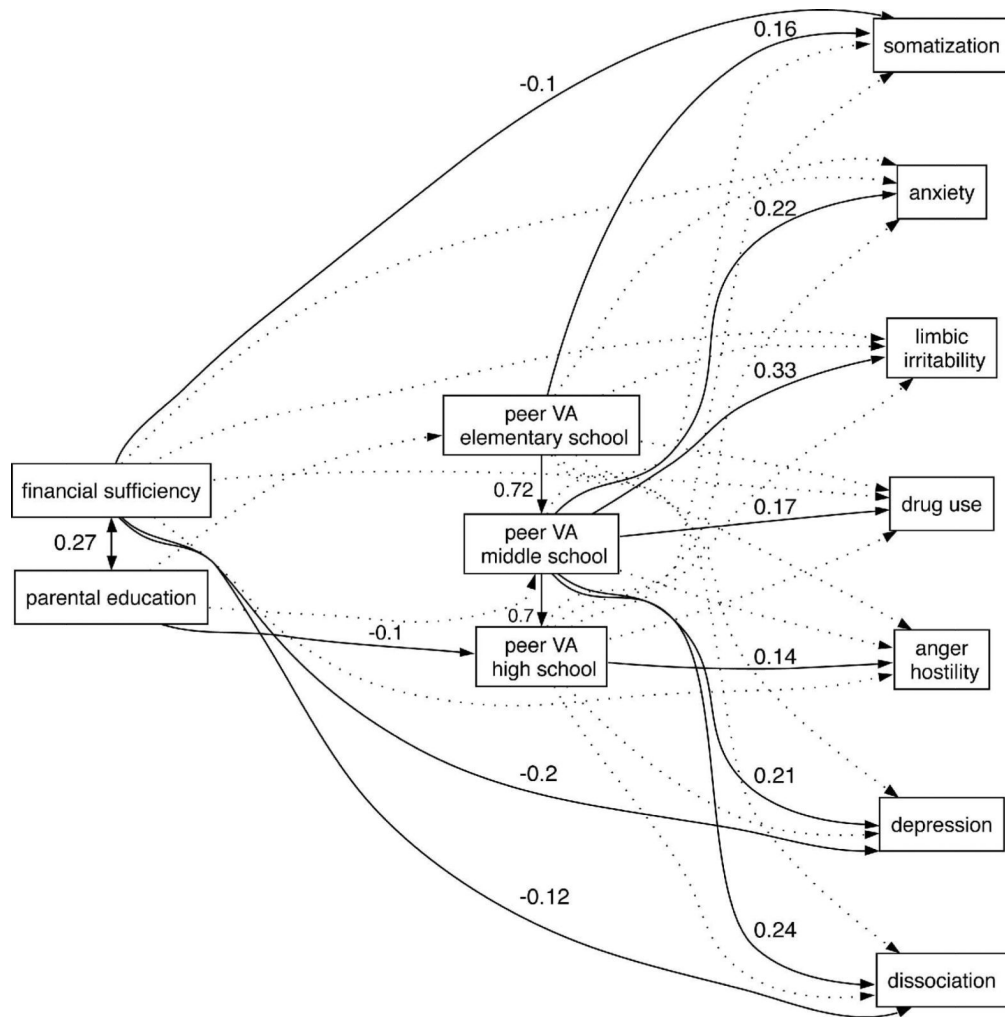 0.16
somatization
-0.1
anxiety
0.22
limbic
irritability
0.33
peer VA
elementary school
financial sufficiency
0.72
drug use
0.17
peer VA
middle school
0.27
parental education
0.7
-0.1
peer VA
high school
anger
hostility
0.14
-0.2
0.21
depression
-0.12
0.24
dissociation